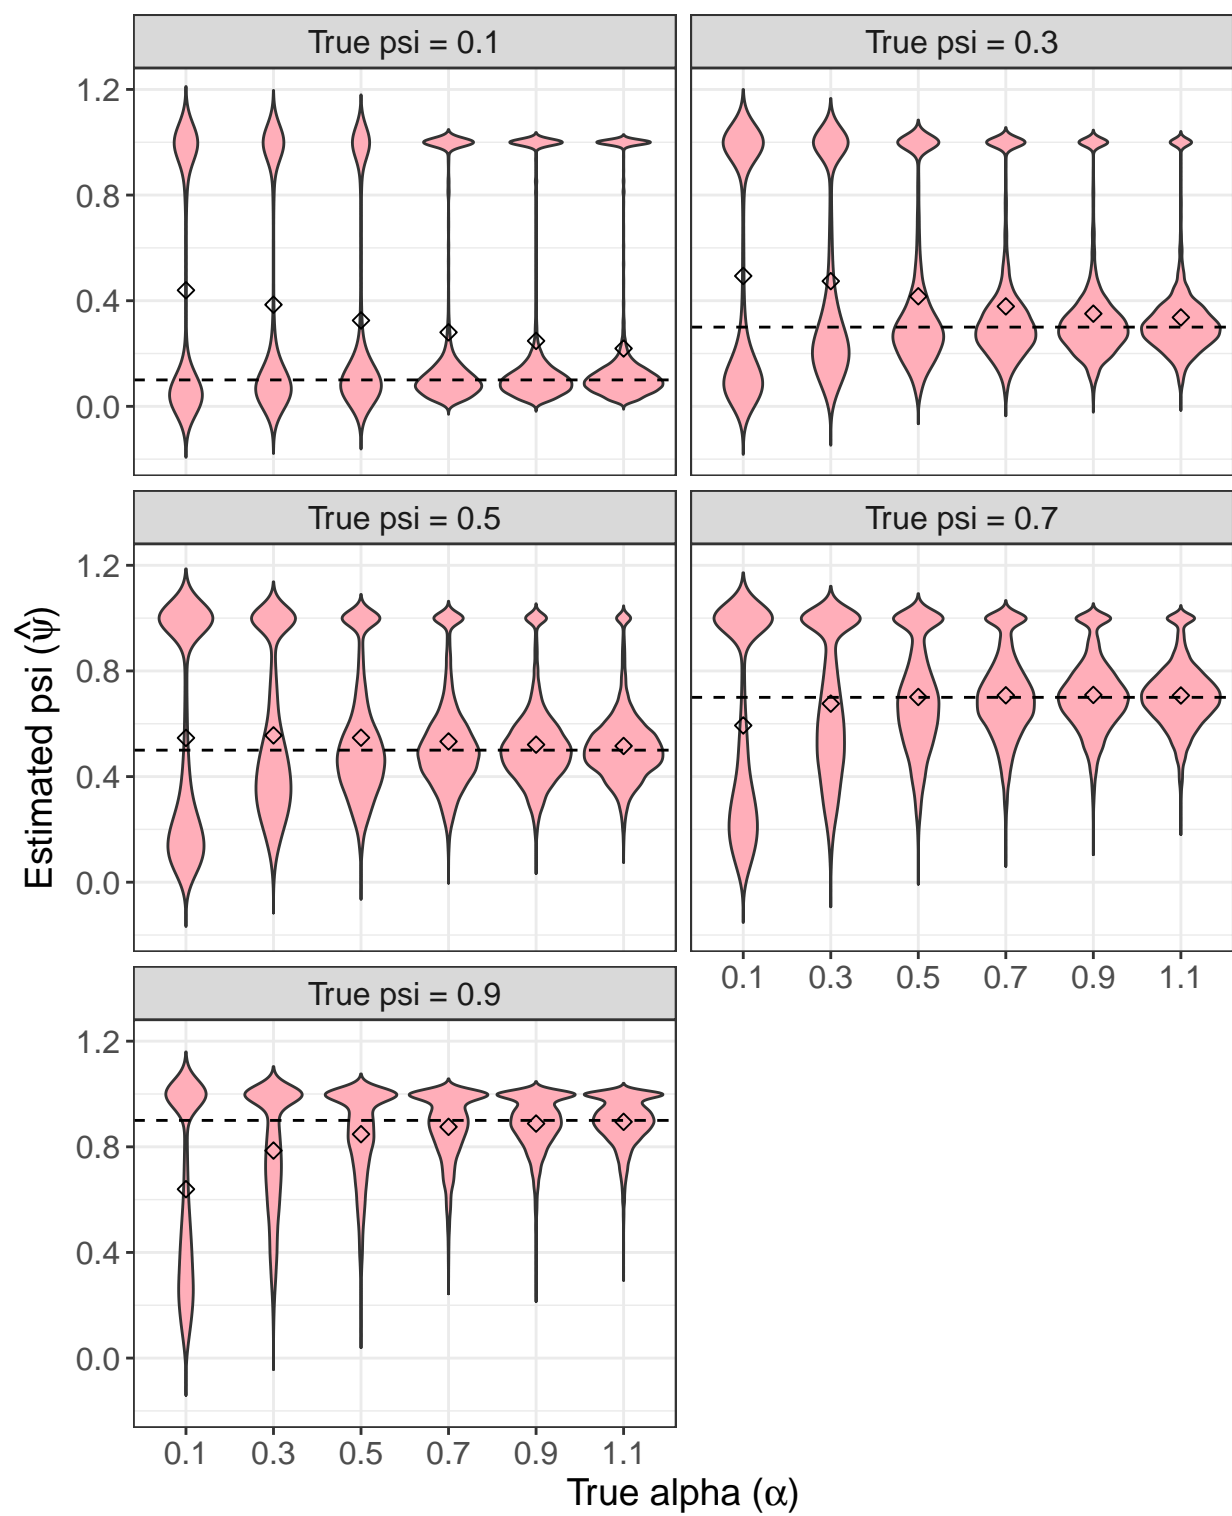 True psi = 0.1
True psi = 0.3
1.2
0.8
0.4
0.0
True psi = 0.5
True psi = 0.7
1.2
0.8
0.4
0.0
0.1 0.3 0.5 0.7 0.9 1.1
True psi = 0.9
1.2
0.8
0.4
0.0
0.1 0.3 0.5 0.7 0.9 1.1
Estimated psi (ψ̂)
True alpha (α)